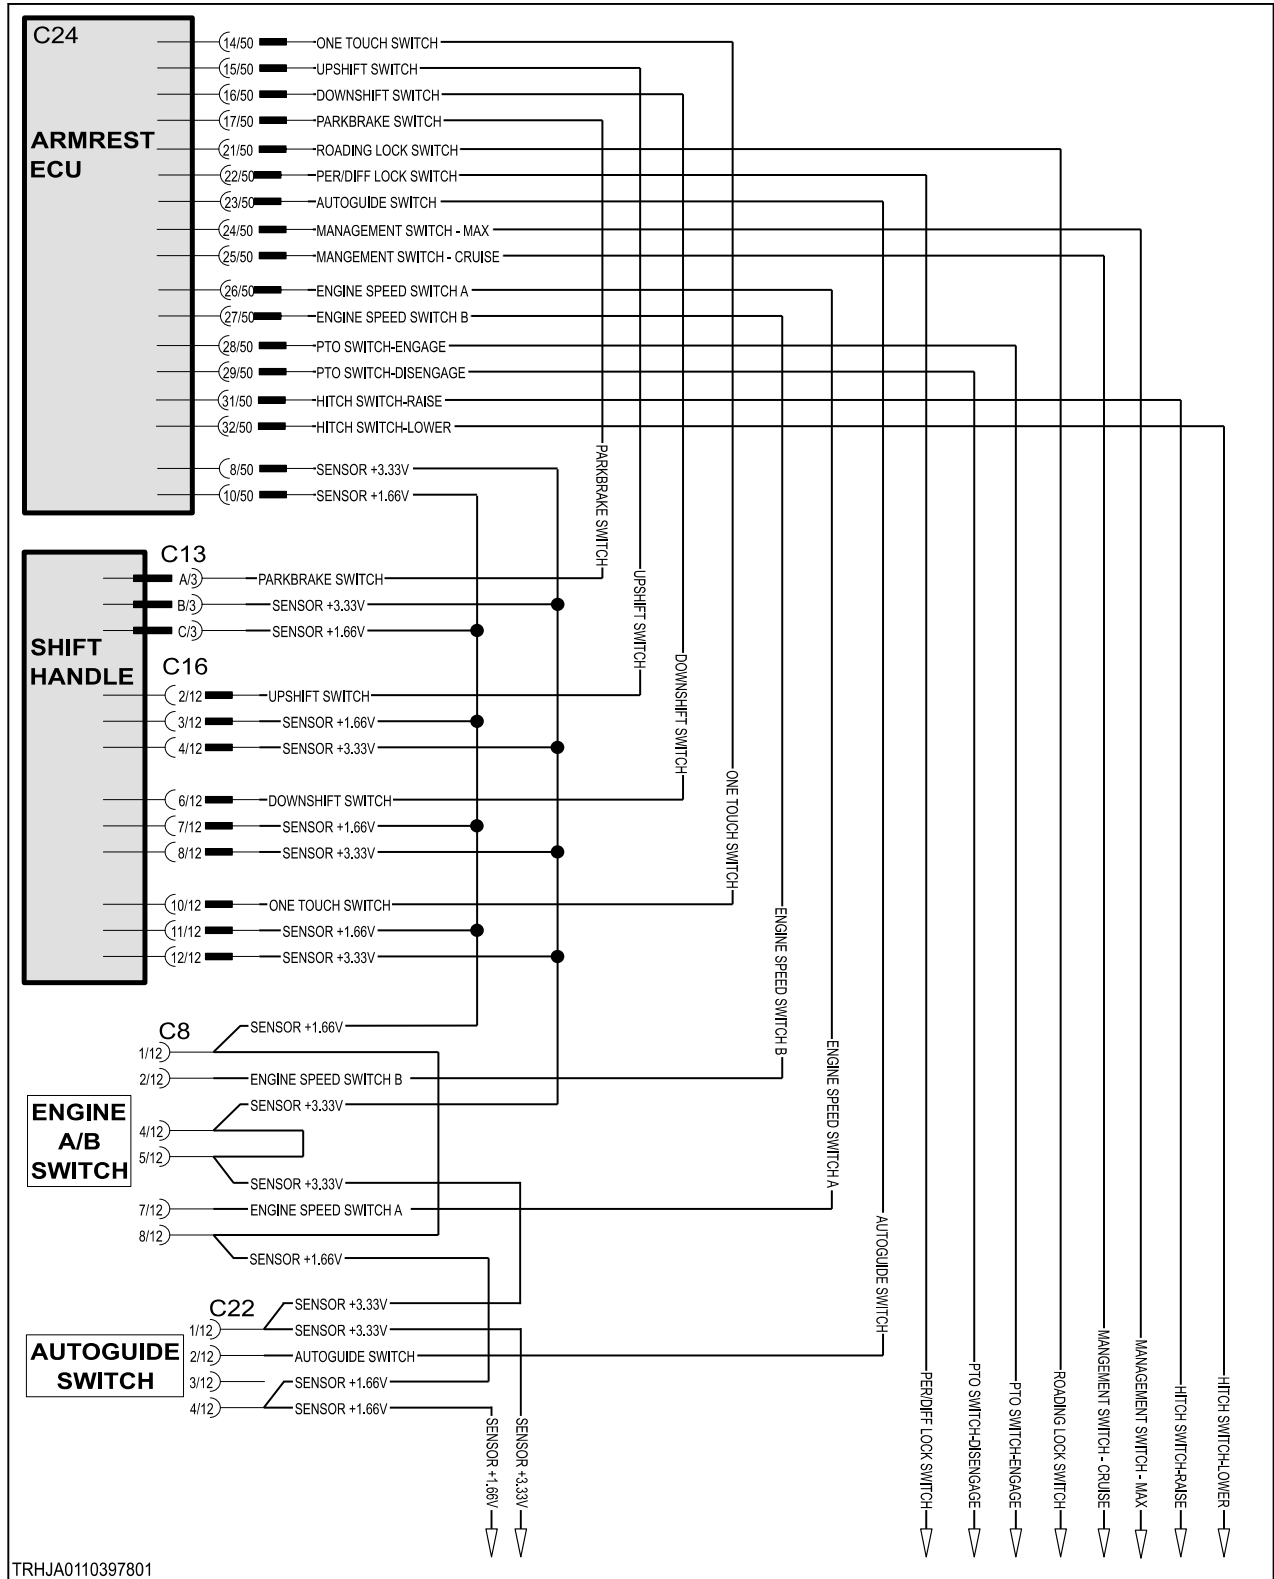 C24
ARMREST
ECU
14/50 ONE TOUCH SWITCH
15/50 UPSHIFT SWITCH
16/50 DOWNSHIFT SWITCH
17/50 PARKBRAKE SWITCH
21/50 ROADING LOCK SWITCH
22/50 PER/DIFF LOCK SWITCH
23/50 AUTOGUIDE SWITCH
24/50 MANAGEMENT SWITCH - MAX
25/50 MANGEMENT SWITCH - CRUISE
26/50 ENGINE SPEED SWITCH A
27/50 ENGINE SPEED SWITCH B
28/50 PTO SWITCH-ENGAGE
29/50 PTO SWITCH-DISENGAGE
31/50 HITCH SWITCH-RAISE
32/50 HITCH SWITCH-LOWER
8/50 SENSOR +3.33V
10/50 SENSOR +1.66V
SHIFT
HANDLE
C13
A/3 PARKBRAKE SWITCH
B/3 SENSOR +3.33V
C/3 SENSOR +1.66V
C16
2/12 UPSHIFT SWITCH
3/12 SENSOR +1.66V
4/12 SENSOR +3.33V
6/12 DOWNSHIFT SWITCH
7/12 SENSOR +1.66V
8/12 SENSOR +3.33V
10/12 ONE TOUCH SWITCH
11/12 SENSOR +1.66V
12/12 SENSOR +3.33V
PARKBRAKE SWITCH
UPSHIFT SWITCH
DOWNSHIFT SWITCH
ONE TOUCH SWITCH
ENGINE SPEED SWITCH B
ENGINE SPEED SWITCH A
AUTOGUIDE SWITCH
C8
SENSOR +1.66V
1/12
2/12 ENGINE SPEED SWITCH B
SENSOR +3.33V
ENGINE
A/B
SWITCH
4/12
5/12
SENSOR +3.33V
7/12 ENGINE SPEED SWITCH A
8/12
SENSOR +1.66V
C22
SENSOR +3.33V
1/12 SENSOR +3.33V
AUTOGUIDE
SWITCH
2/12 AUTOGUIDE SWITCH
3/12 SENSOR +1.66V
4/12 SENSOR +1.66V
SENSOR +1.66V
SENSOR +3.33V
PER/DIFF LOCK SWITCH
PTO SWITCH-DISENGAGE
PTO SWITCH-ENGAGE
ROADING LOCK SWITCH
MANGEMENT SWITCH - CRUISE
MANAGEMENT SWITCH - MAX
HITCH SWITCH-RAISE
HITCH SWITCH-LOWER
TRHJA0110397801